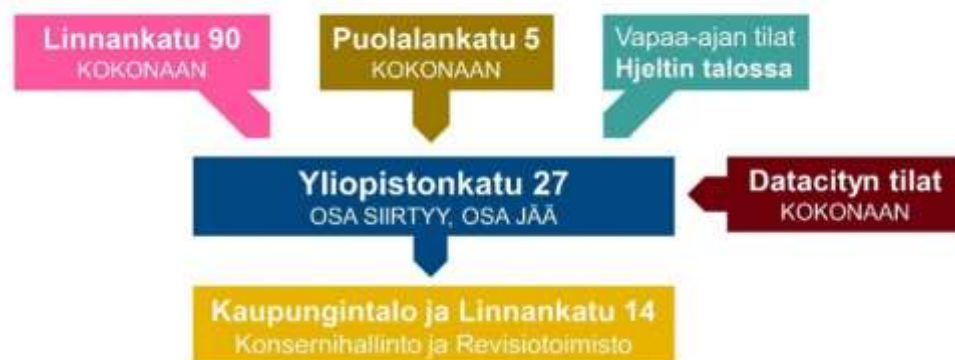 Linnankatu 90
KOKONAAN
Puolalankatu 5
KOKONAAN
Vapaa-ajan tilat
Hjeltin talossa
Yliopistonkatu 27
OSA SIIRTYY, OSA JÄÄ
Datacityn tilat
KOKONAAN
Kaupungintalo ja Linnankatu 14
Konsernihallinto ja Revisiotoimisto